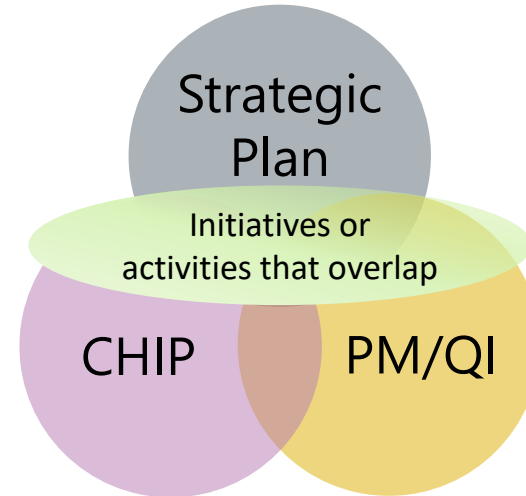 Strategic
Plan
Initiatives or
activities that overlap
CHIP
PM/QI